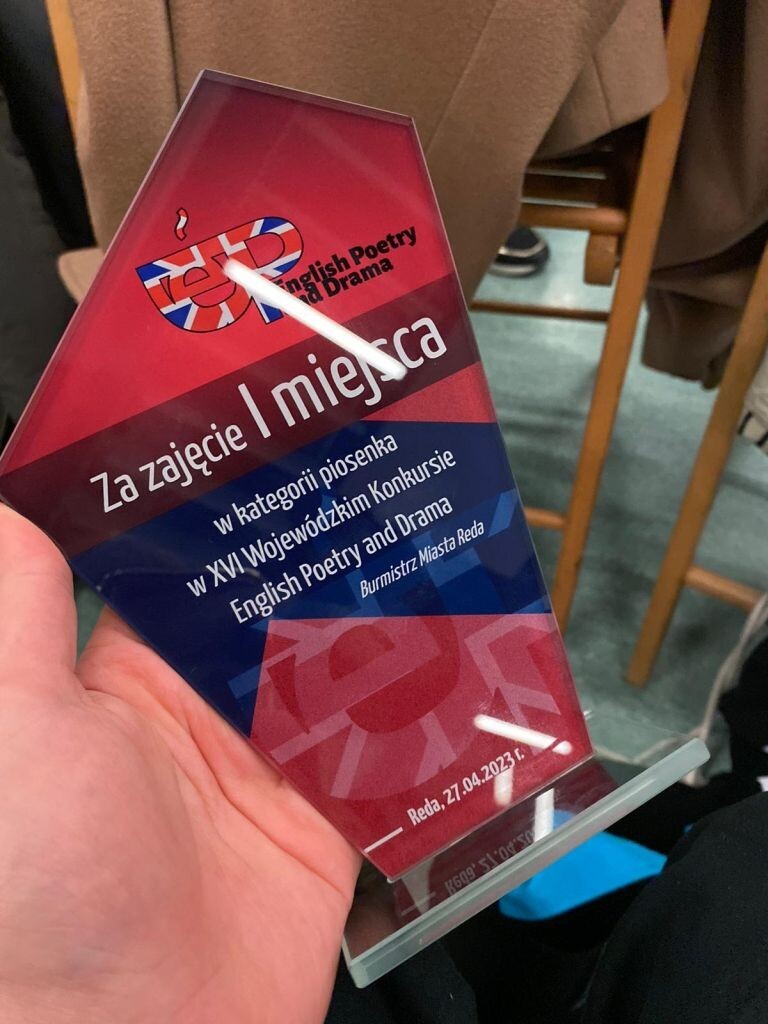 éD
English Poetry
and Drama
Za zajęcie I miejsca
w kategorii piosenka
w XVI Wojewódzkim Konkursie
English Poetry and Drama
Burmistrz Miasta Reda
Reda, 27.04.2023 r.